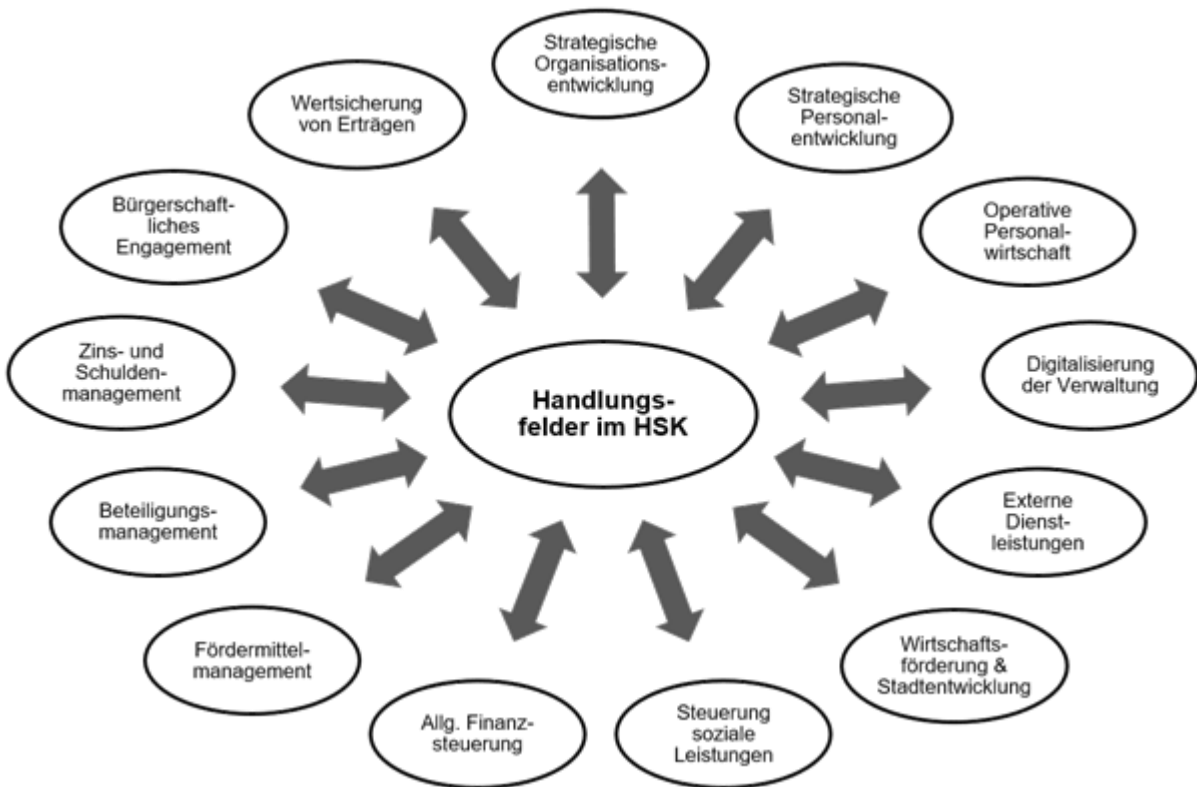 Strategische
Organisations-
entwicklung
Strategische
Personal-
entwicklung
Operative
Personal-
wirtschaft
Digitalisierung
der Verwaltung
Externe
Dienst-
leistungen
Wirtschafts-
förderung &
Stadtentwicklung
Steuerung
soziale
Leistungen
Allg. Finanz-
steuerung
Fördermittel-
management
Beteiligungs-
management
Zins- und
Schulden-
management
Bürgerschaft-
liches
Engagement
Wertsicherung
von Erträgen
Handlungs-
felder im HSK